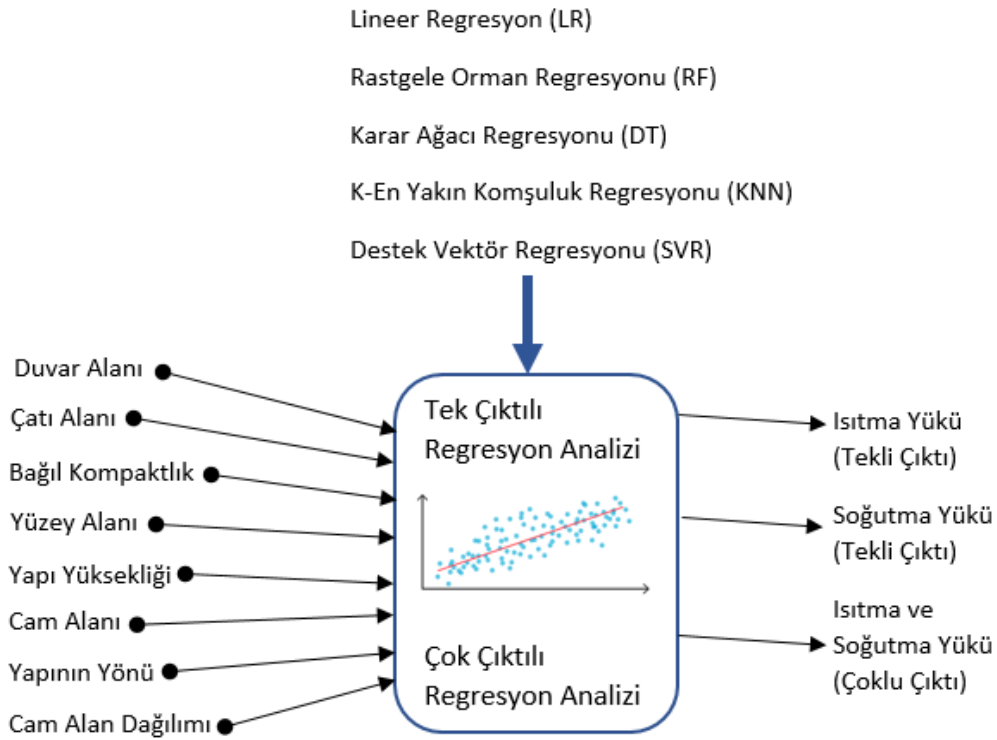 Lineer Regresyon (LR)
Rastgele Orman Regresyonu (RF)
Karar Ağacı Regresyonu (DT)
K-En Yakın Komşuluk Regresyonu (KNN)
Destek Vektör Regresyonu (SVR)
Duvar Alanı
Çatı Alanı
Bağıl Kompaktlık
Yüzey Alanı
Yapı Yüksekliği
Cam Alanı
Yapının Yönü
Cam Alan Dağılımı
Tek Çıktılı
Regresyon Analizi
Çok Çıktılı
Regresyon Analizi
Isıtma Yükü
(Tekli Çıktı)
Soğutma Yükü
(Tekli Çıktı)
Isıtma ve
Soğutma Yükü
(Çoklu Çıktı)